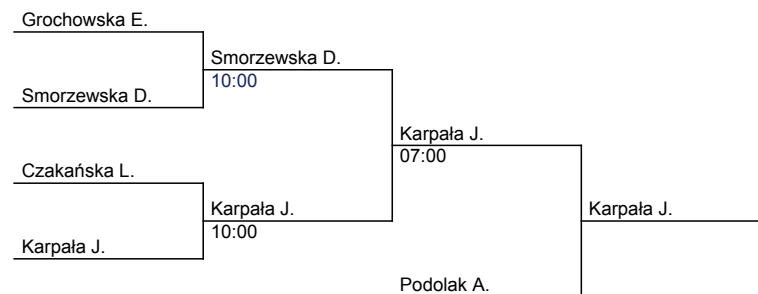 Grochowska E.
Smorzewska D.
10:00
Smorzewska D.
Karpała J.
07:00
Czakańska L.
Karpała J.
10:00
Karpała J.
Karpała J.
Podolak A.